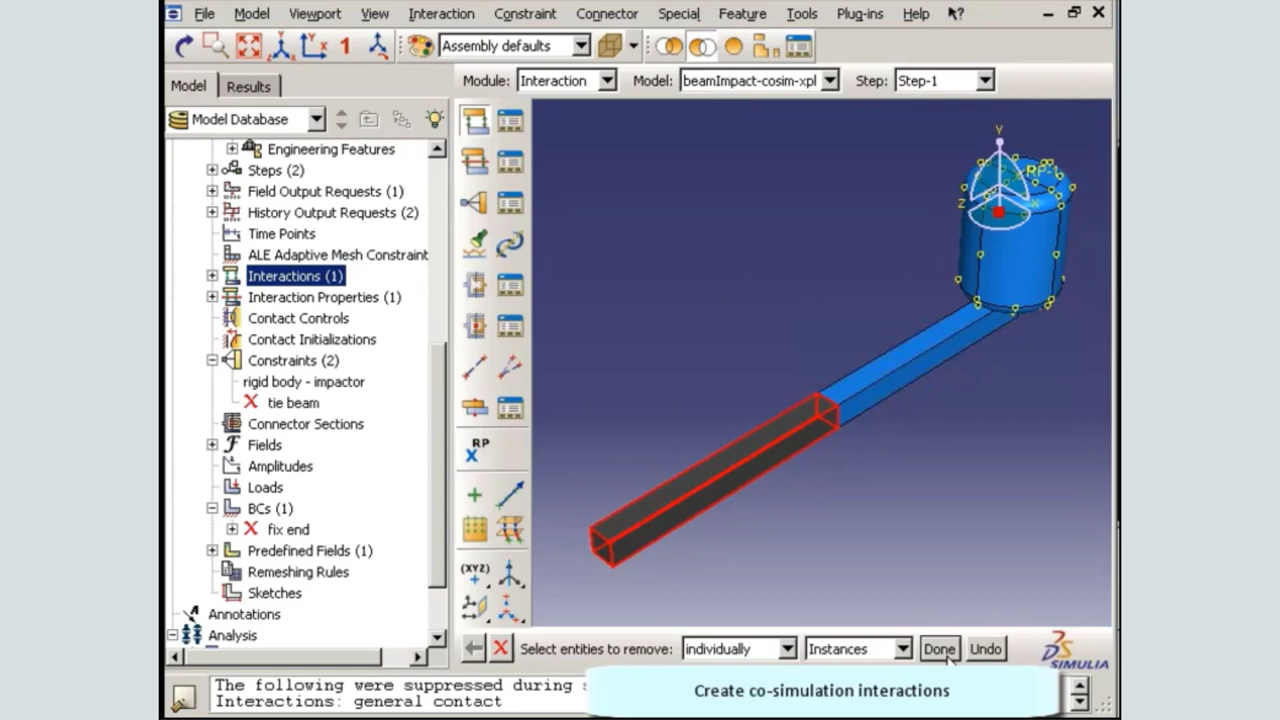 File Model Viewport View Interaction Constraint Connector Special Feature Tools Plug-ins Help
1 Assembly defaults
Model Results Module: Interaction Model: beamImpact-cosim-xpl Step: Step-1
Model Database
Engineering Features
Steps (2)
Field Output Requests (1)
History Output Requests (2)
Time Points
ALE Adaptive Mesh Constraint
Interactions (1)
Interaction Properties (1)
Contact Controls
Contact Initializations
Constraints (2)
rigid body - impactor
tie beam
Connector Sections
Fields
Amplitudes
Loads
BCs (1)
fix end
Predefined Fields (1)
Remeshing Rules
Sketches
Annotations
Analysis
RP
(XYZ)
Y
Z
X
Select entities to remove: individually Instances Done Undo
SIMULIA
The following were suppressed during
Interactions: general contact
Create co-simulation interactions